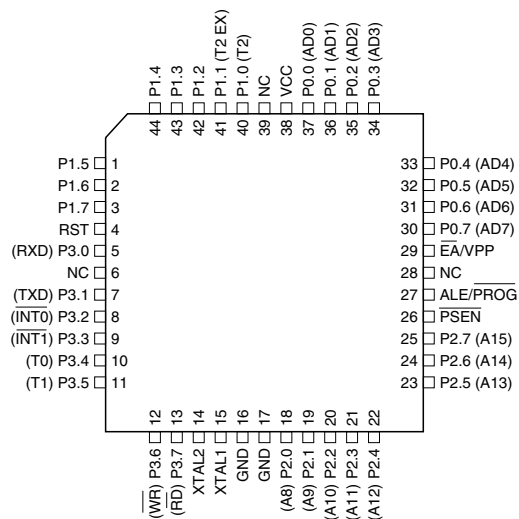 P1.4
P1.3
P1.2
P1.1 (T2 EX)
P1.0 (T2)
NC
VCC
P0.0 (AD0)
P0.1 (AD1)
P0.2 (AD2)
P0.3 (AD3)
44
43
42
41
40
39
38
37
36
35
34
P1.5 1
P1.6 2
P1.7 3
RST 4
(RXD) P3.0 5
NC 6
(TXD) P3.1 7
(I̅N̅T̅0̅) P3.2 8
(I̅N̅T̅1̅) P3.3 9
(T0) P3.4 10
(T1) P3.5 11
33 P0.4 (AD4)
32 P0.5 (AD5)
31 P0.6 (AD6)
30 P0.7 (AD7)
29 E̅A̅/VPP
28 NC
27 ALE/P̅R̅O̅G̅
26 P̅S̅E̅N̅
25 P2.7 (A15)
24 P2.6 (A14)
23 P2.5 (A13)
12
13
14
15
16
17
18
19
20
21
22
(W̅R̅) P3.6
(R̅D̅) P3.7
XTAL2
XTAL1
GND
GND
(A8) P2.0
(A9) P2.1
(A10) P2.2
(A11) P2.3
(A12) P2.4